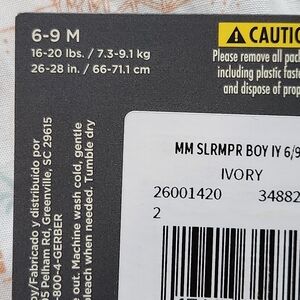 6-9 M
16-20 lbs. / 7.3-9.1 kg
26-28 in. / 66-71.1 cm
CAUTIO
Please remove all pack
including plastic faste
and dispose of prop
MM SLRMPR BOY IY 6/9
IVORY
26001420 34882
2
by/Fabricado y distribuido por
05 Pelham Rd, Greenville, SC 29615
-800-4-GERBER
e out. Machine wash cold, gentle
bleach when needed. Tumble dry